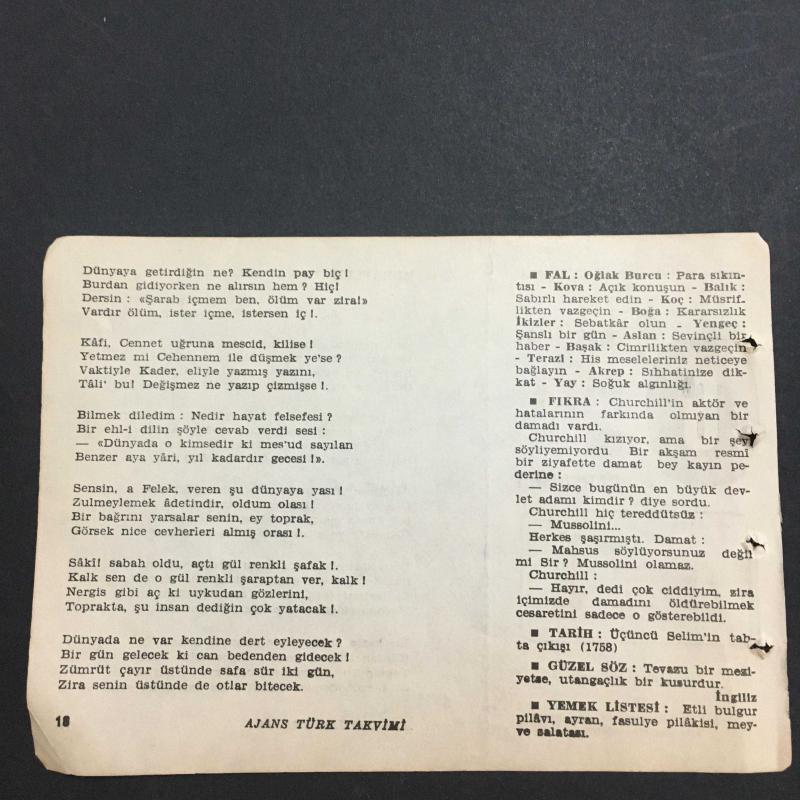 Dünyaya getirdiğin ne? Kendin pay biç!
Burdan gidiyorken ne alırsın hem? Hiç!
Dersin : «Şarab içmem ben, ölüm var zira!»
Vardır ölüm, ister içme, istersen iç!.
Kâfi, Cennet uğruna mescid, kilise!
Yetmez mi Cehennem ile düşmek ye'se?
Vaktiyle Kader, eliyle yazmış yazını,
Tâli' bu! Değişmez ne yazıp çizmişse!.
Bilmek diledim : Nedir hayat felsefesi?
Bir ehl-i dilin şöyle cevab verdi sesi :
— «Dünyada o kimsedir ki mes'ud sayılan
Benzer aya yâri, yıl kadardır gecesi!».
Sensin, a Felek, veren şu dünyaya yası!
Zulmeylemek âdetindir, oldum olası!
Bir bağrını yarsalar senin, ey toprak,
Görsek nice cevherleri almış orası!.
Sâki! sabah oldu, açtı gül renkli şafak!.
Kalk sen de o gül renkli şaraptan ver, kalk!
Nergis gibi aç ki uykudan gözlerini,
Toprakta, şu insan dediğin çok yatacak!.
Dünyada ne var kendine dert eyleyecek?
Bir gün gelecek ki can bedenden gidecek!
Zümrüt çayır üstünde safa sür iki gün,
Zira senin üstünde de otlar bitecek.
18
AJANS TÜRK TAKVİMİ
■ FAL : Oğlak Burcu : Para sıkın-
tısı - Kova : Açık konuşun - Balık :
Sabırlı hareket edin - Koç : Müsrif-
likten vazgeçin - Boğa : Kararsızlık
İkizler : Sebatkâr olun - Yengeç :
Şanslı bir gün - Aslan : Sevinçli bir
haber - Başak : Cimrilikten vazgeçin
- Terazi : His meseleleriniz neticeye
bağlayın - Akrep : Sıhhatinize dik-
kat - Yay : Soğuk algınlığı.
■ FIKRA : Churchill'in aktör ve
hatalarının farkında olmıyan bir
damadı vardı.
Churchill kızıyor, ama bir şey
söyliyemiyordu. Bir akşam resmî
bir ziyafette damat bey kayın pe-
derine :
— Sizce bugünün en büyük dev-
let adamı kimdir? diye sordu.
Churchill hiç tereddütsüz :
— Mussolini...
Herkes şaşırmıştı. Damat :
— Mahsus söylüyorsunuz değil
mi Sir? Mussolini olamaz.
Churchill :
— Hayır, dedi çok ciddiyim, zira
içimizde damadını öldürebilmek
cesaretini sadece o gösterebildi.
■ TARİH : Üçüncü Selim'in tah-
ta çıkışı (1758)
■ GÜZEL SÖZ : Tevazu bir mezi-
yetse, utangaçlık bir kusurdur.
İngiliz
■ YEMEK LİSTESİ : Etli bulgur
pilâvı, ayran, fasulye pilâkisi, mey-
ve salatası.